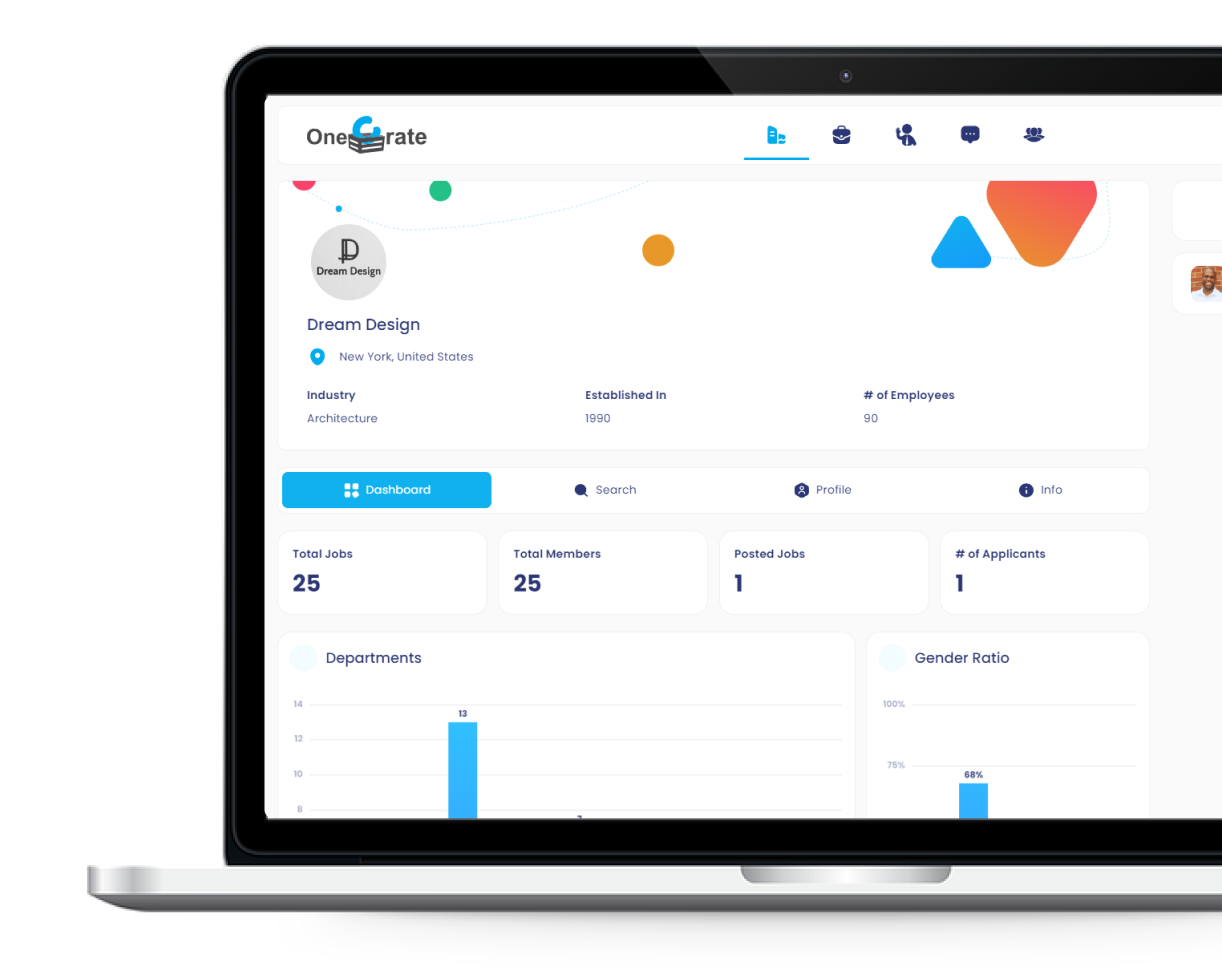 OneCrate
Dream Design
Dream Design
New York, United States
Industry
Established In
# of Employees
Architecture
1990
90
Dashboard
Search
Profile
Info
Total Jobs
Total Members
Posted Jobs
# of Applicants
25
25
1
1
Departments
Gender Ratio
14
13
12
10
8
100%
75%
68%